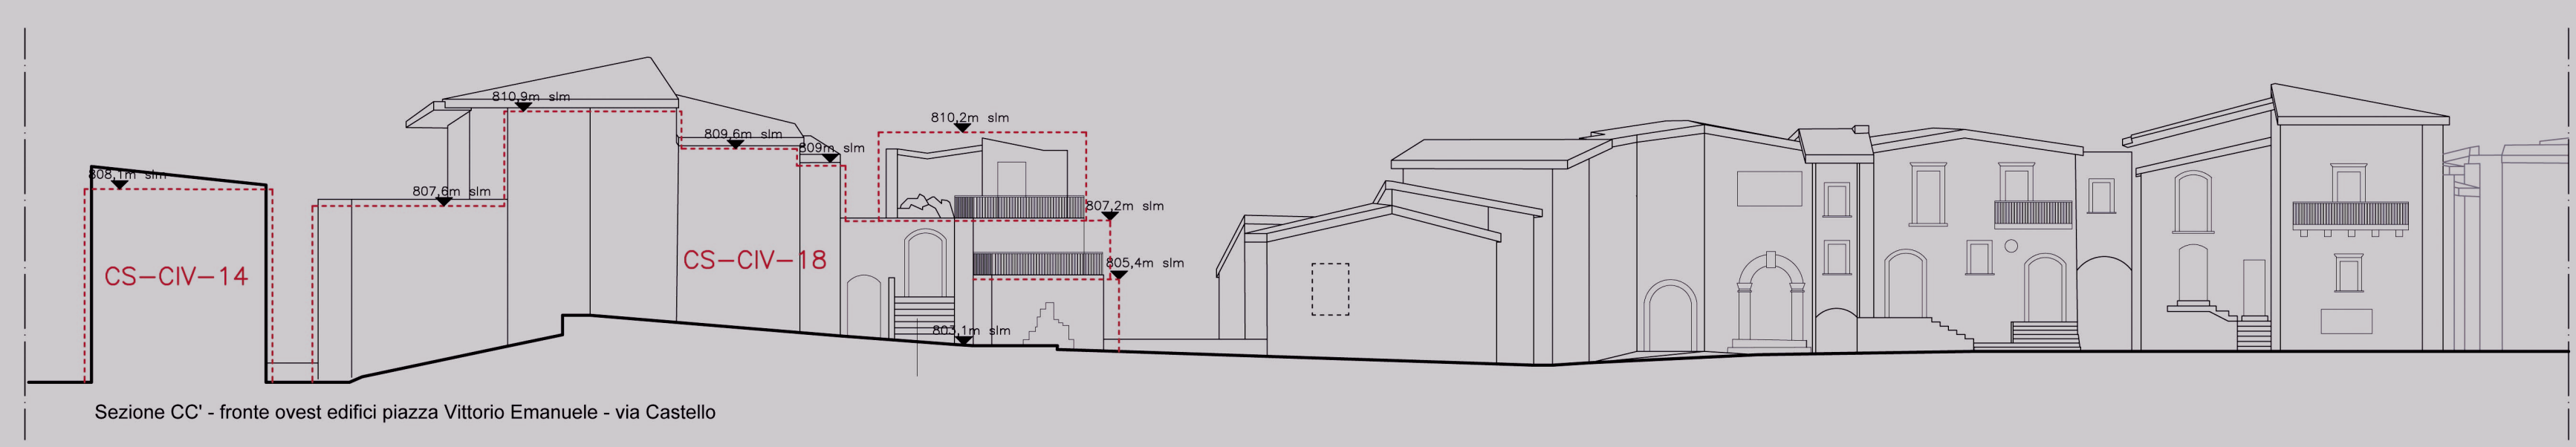 810,9m slm
810,2m slm
809,6m slm
809m slm
808,1m slm
807,6m slm
807,2m slm
CS-CIV-14
CS-CIV-18
805,4m slm
803,1m slm
Sezione CC' - fronte ovest edifici piazza Vittorio Emanuele - via Castello